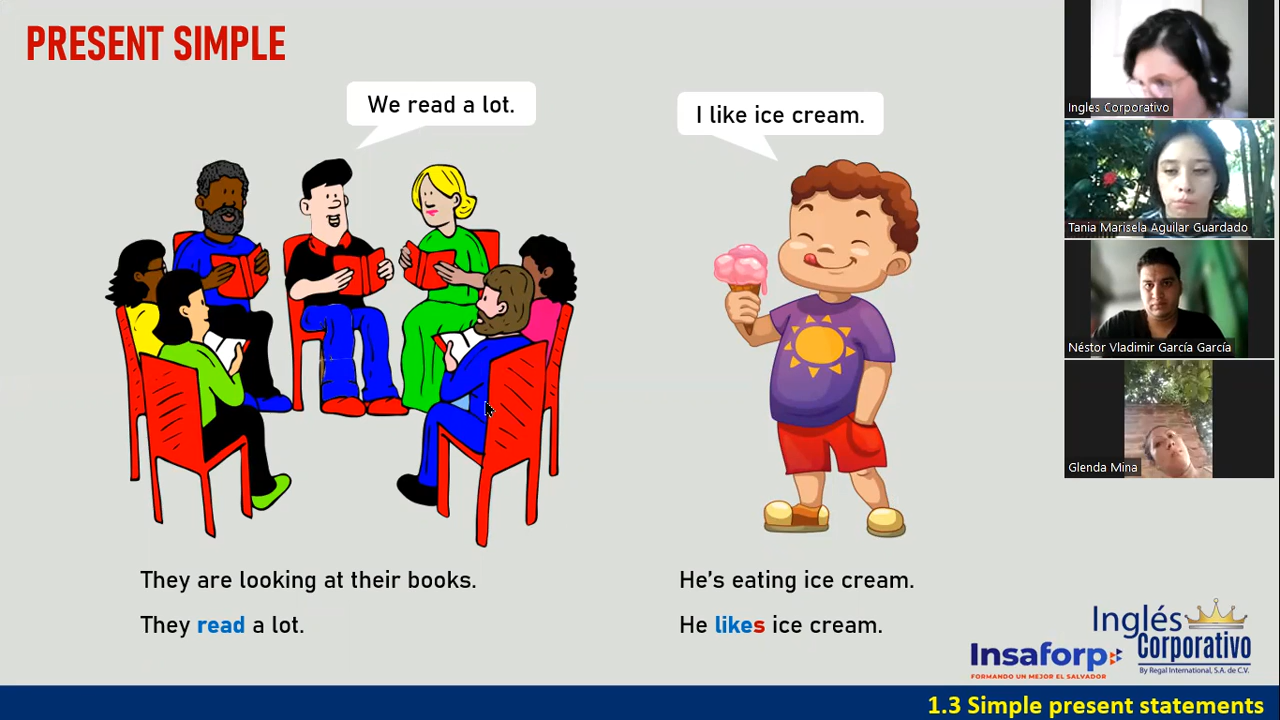 PRESENT SIMPLE
We read a lot.
I like ice cream.
They are looking at their books.
They read a lot.
He's eating ice cream.
He likes ice cream.
Insaforp
FORMANDO UN MEJOR EL SALVADOR
Inglés
Corporativo
By Regal International, S.A. de C.V.
1.3 Simple present statements
Ingles Corporativo
Tania Marisela Aguilar Guardado
Néstor Vladimir García García
Glenda Mina